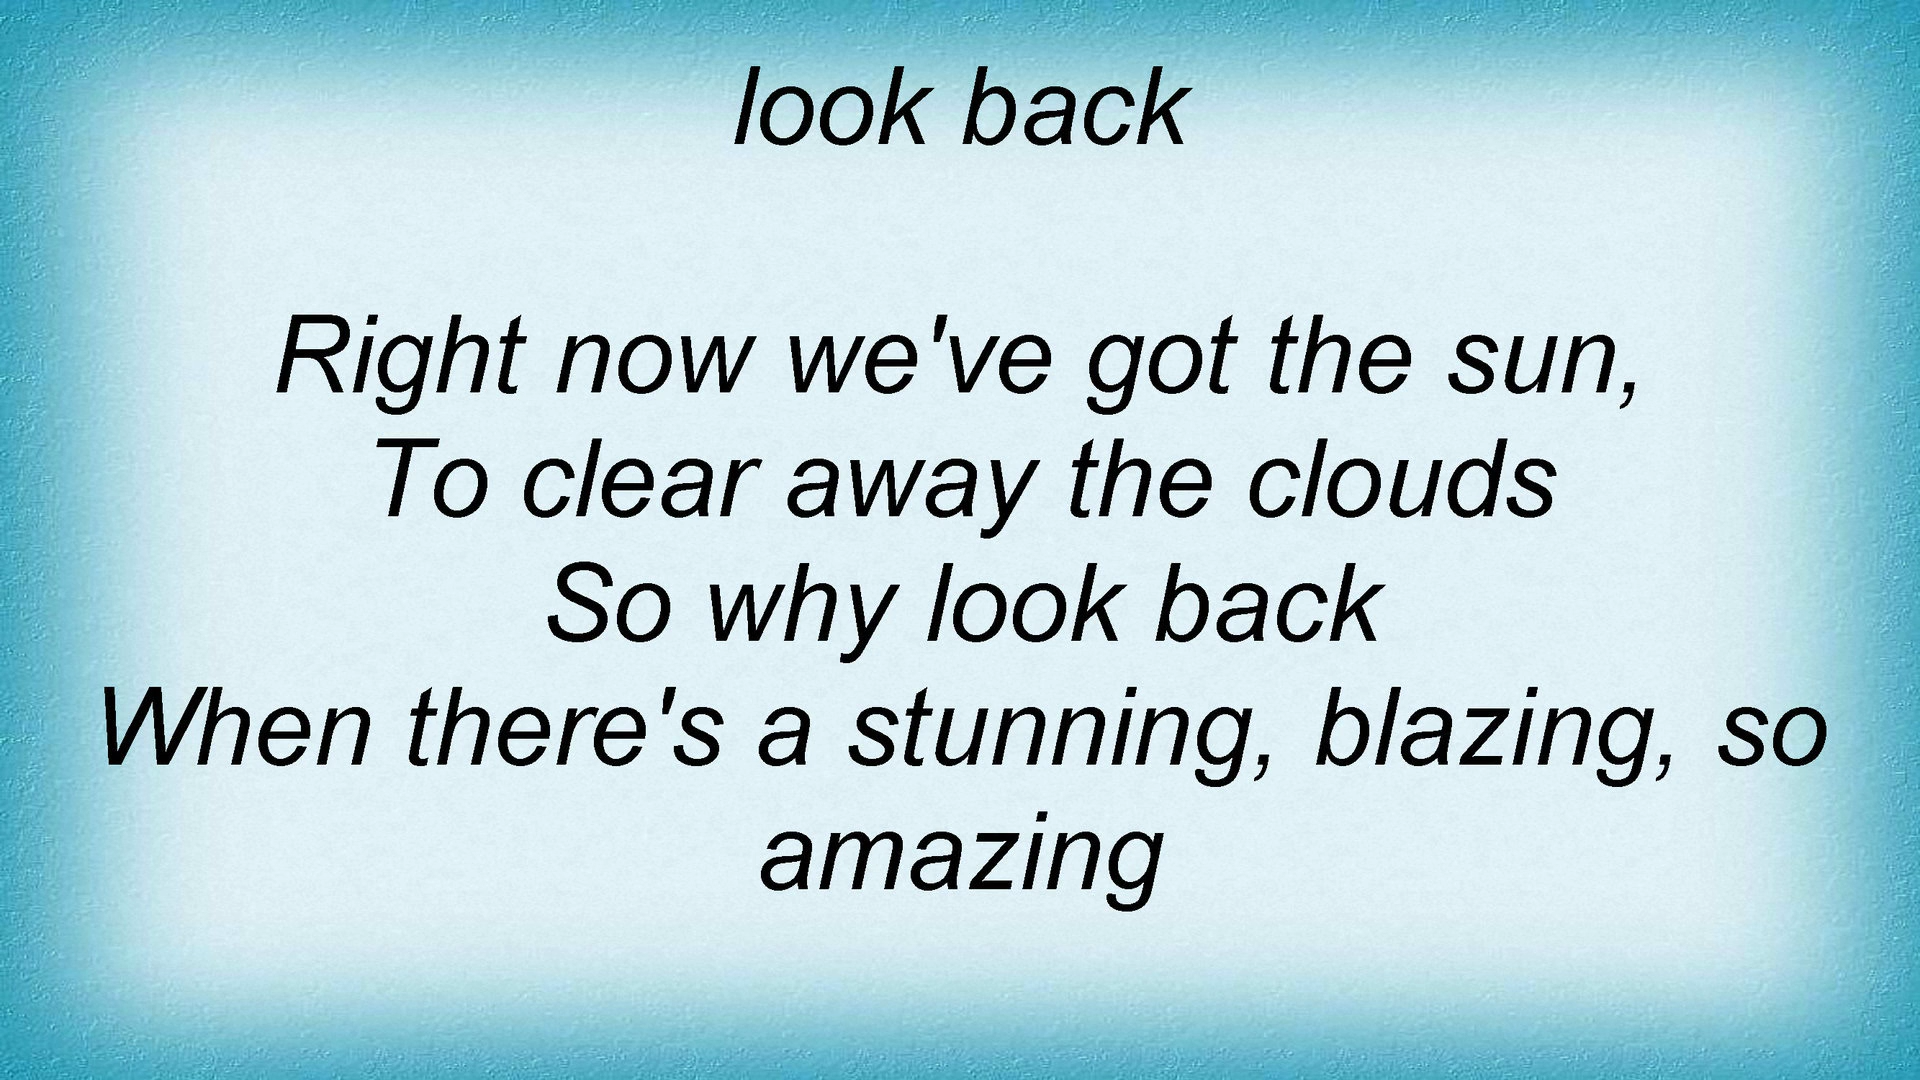 look back
Right now we've got the sun,
To clear away the clouds
So why look back
When there's a stunning, blazing, so
amazing